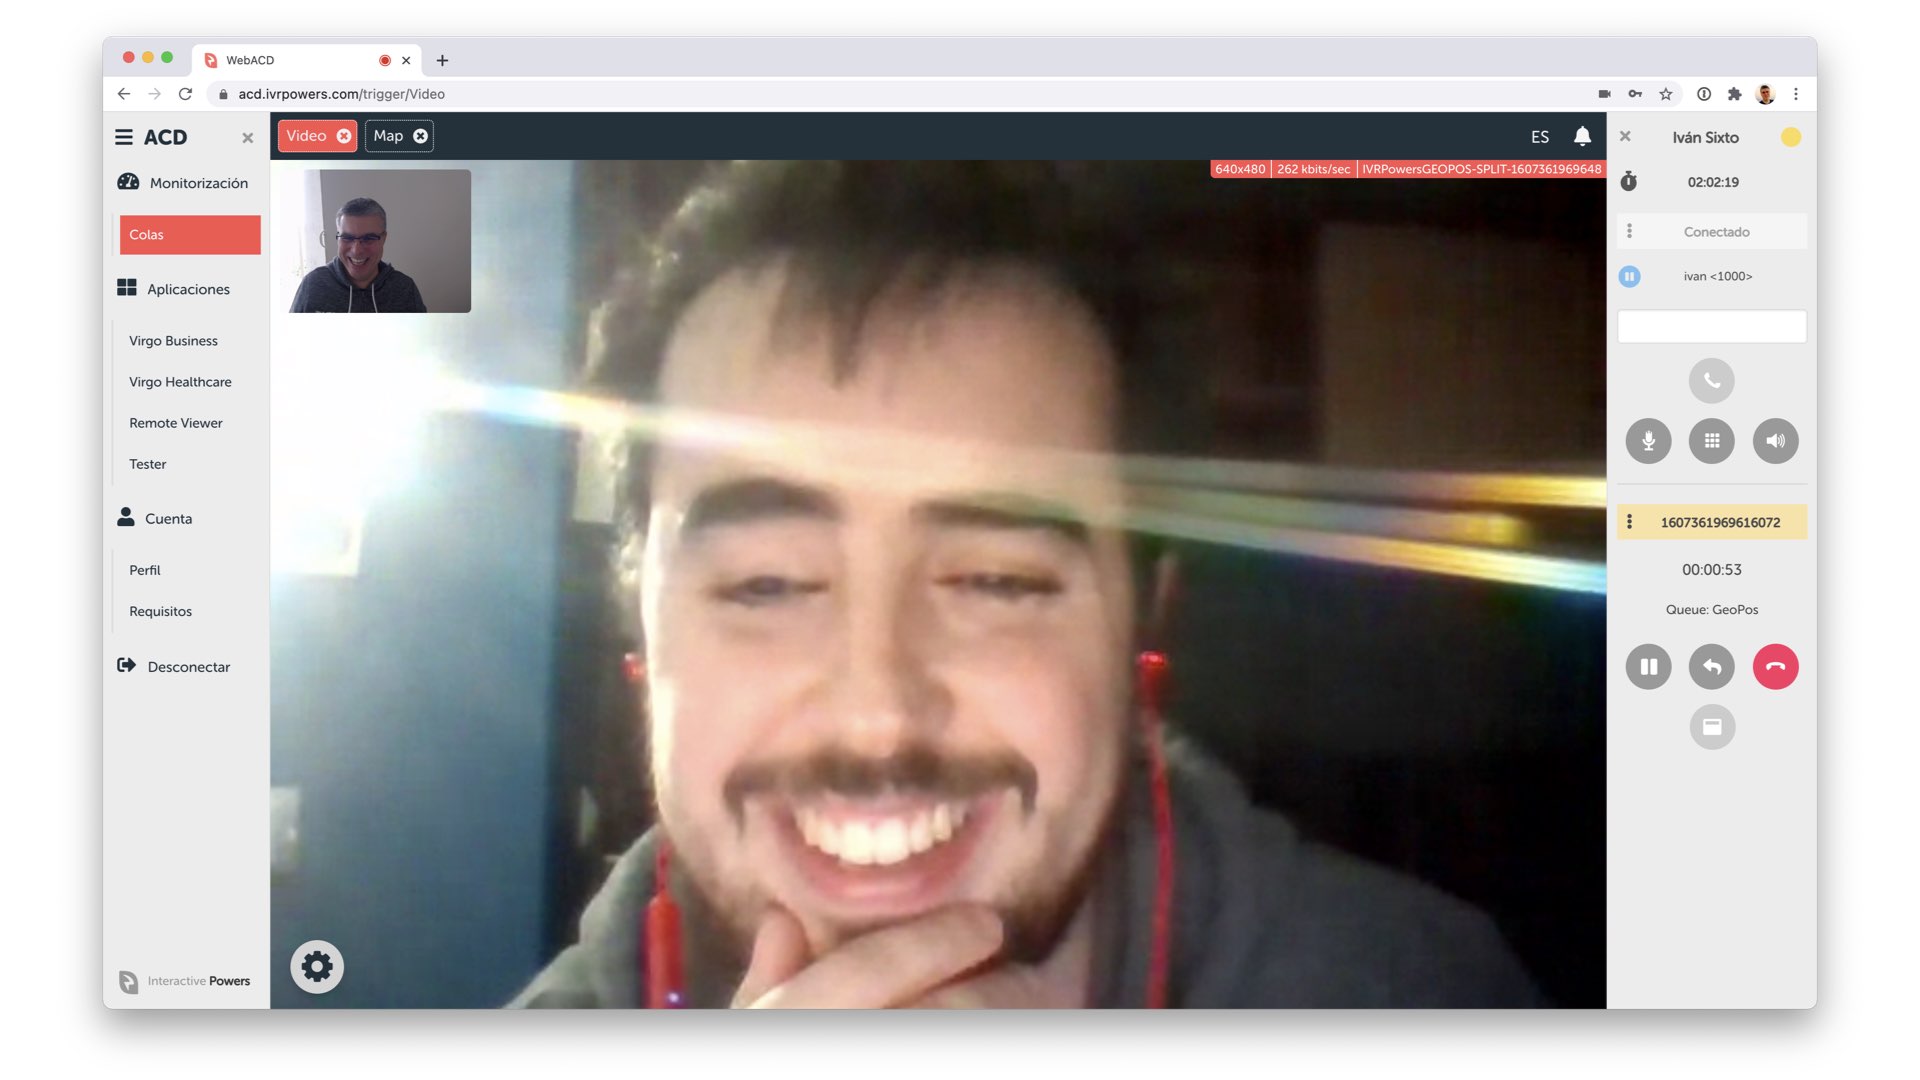 WebACD
acd.ivrpowers.com/trigger/Video
ACD
Monitorización
Colas
Aplicaciones
Virgo Business
Virgo Healthcare
Remote Viewer
Tester
Cuenta
Perfil
Requisitos
Desconectar
Interactive Powers
Video
Map
ES
640x480 262 kbits/sec IVRPowersGEOPOS-SPLIT-1607361969648
Iván Sixto
02:02:19
Conectado
ivan <1000>
1607361969616072
00:00:53
Queue: GeoPos